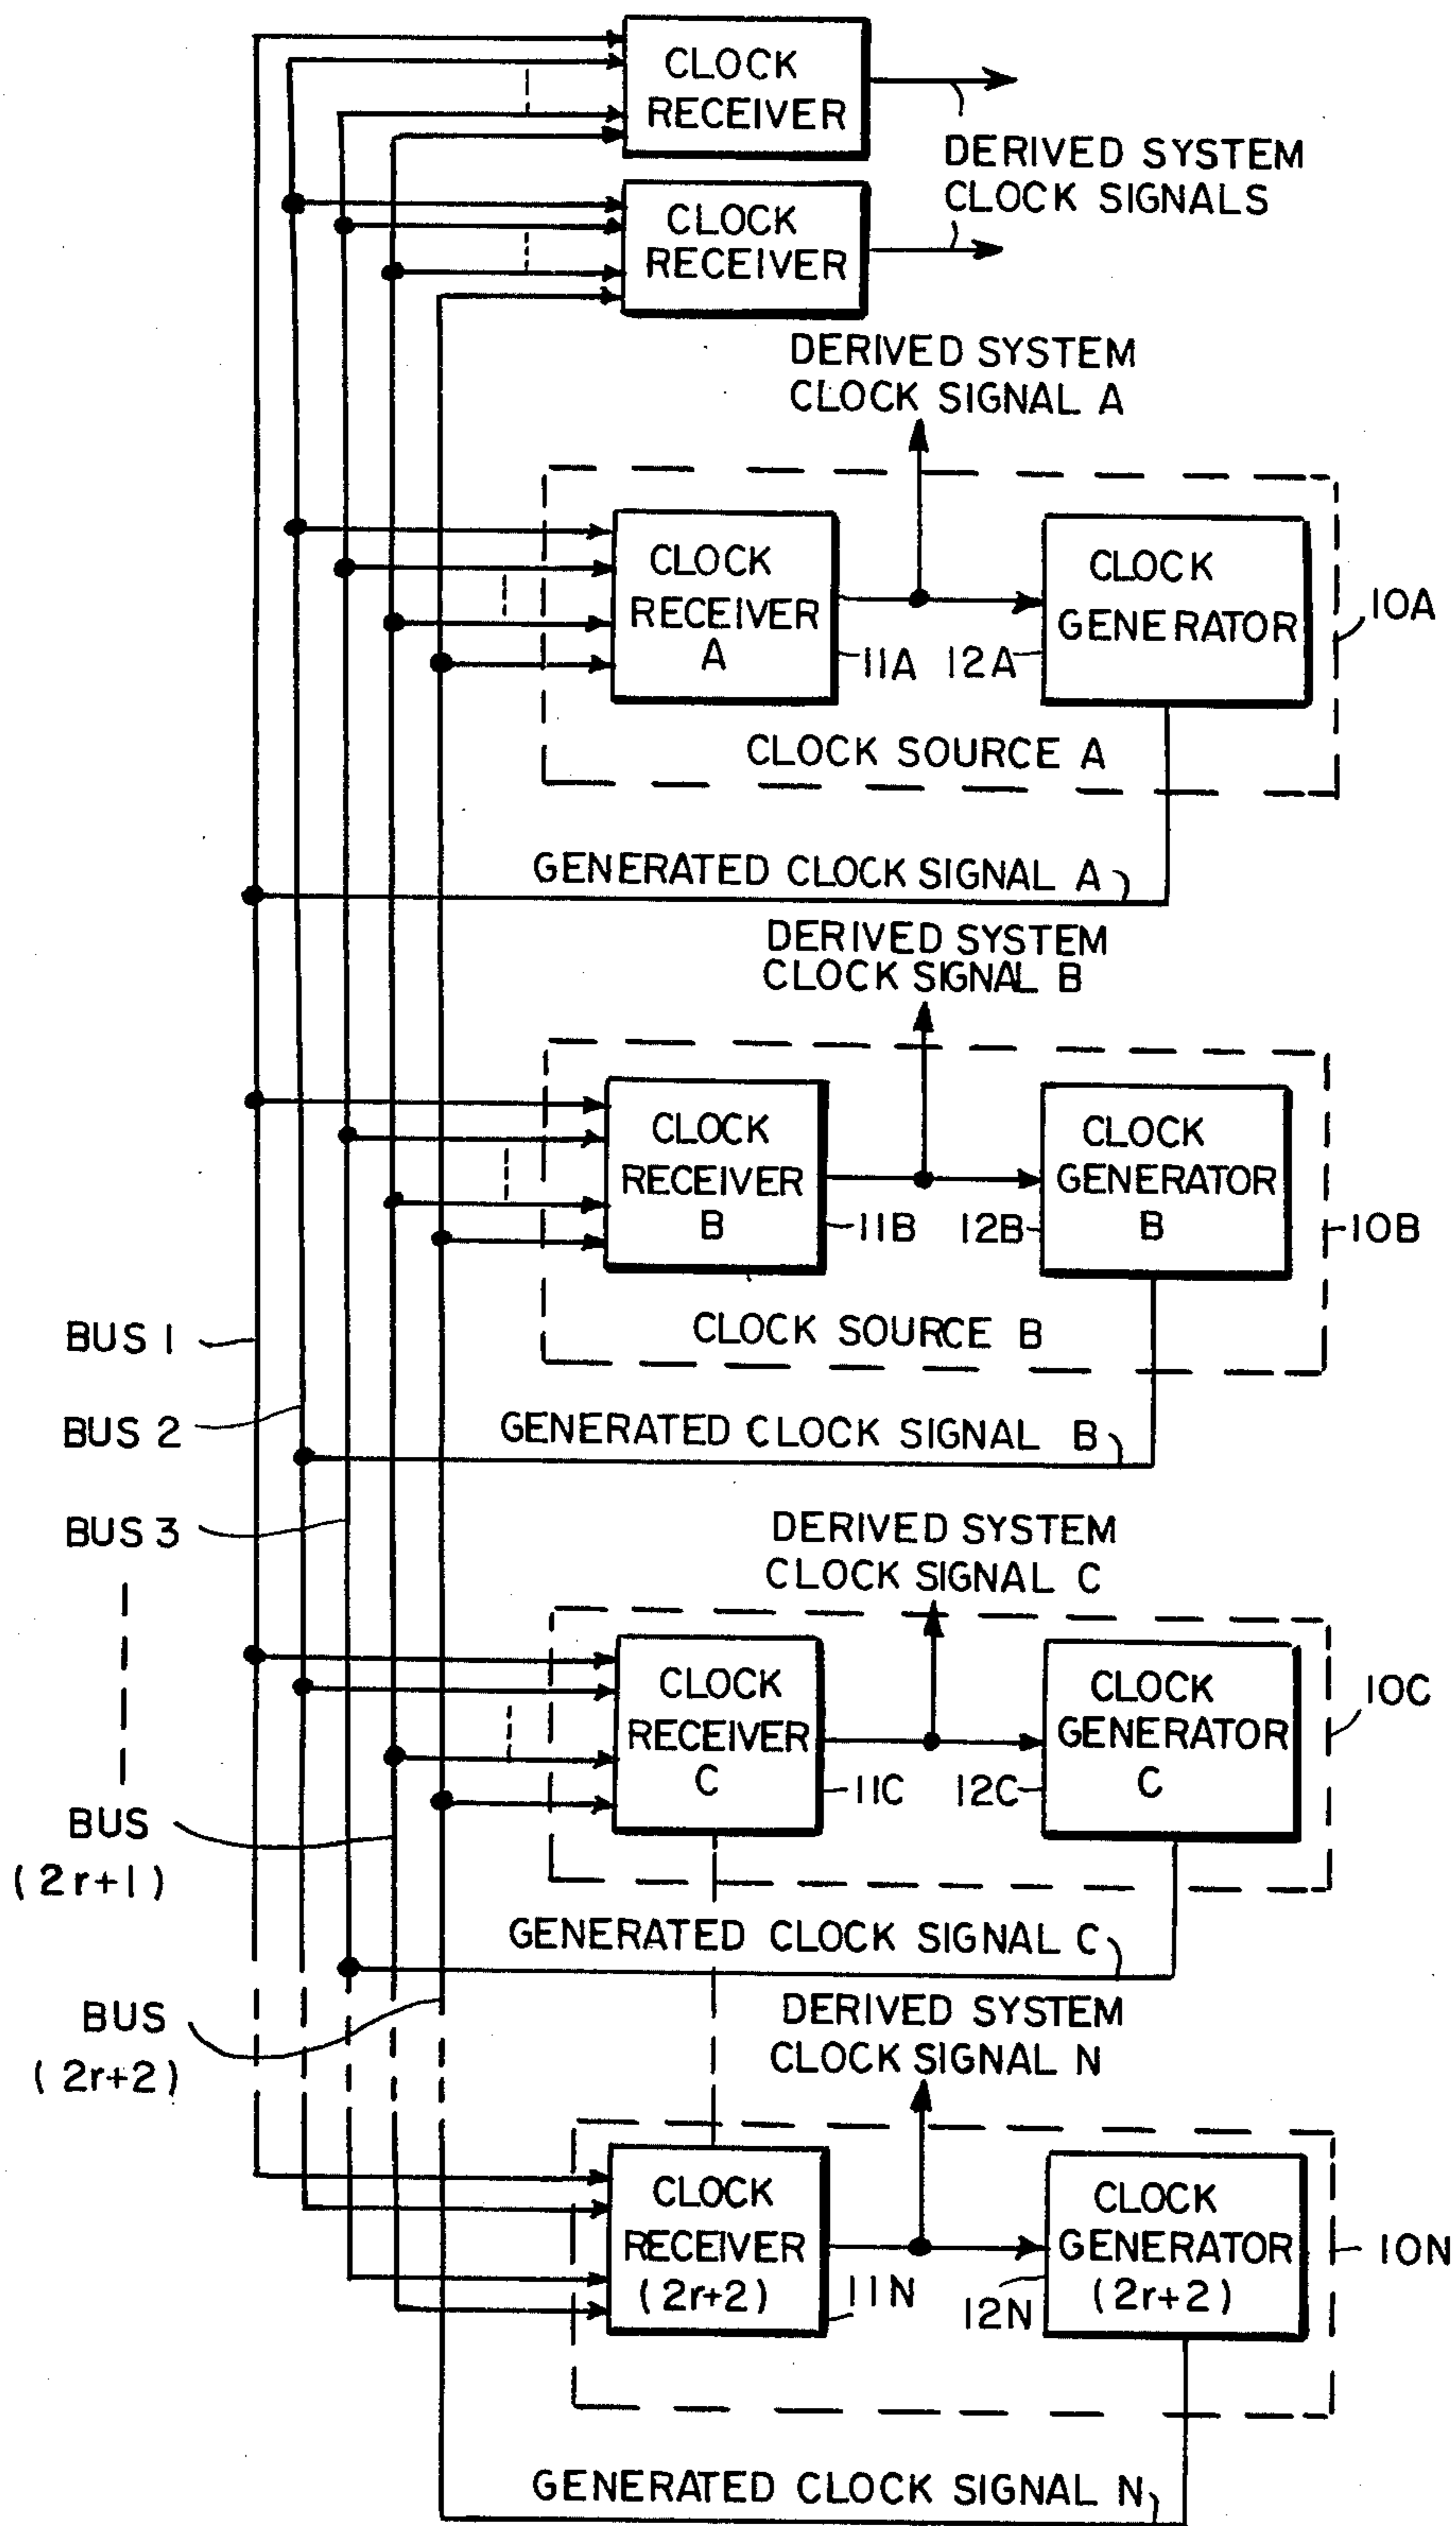 CLOCK
RECEIVER
DERIVED SYSTEM
CLOCK SIGNALS
CLOCK
RECEIVER
DERIVED SYSTEM
CLOCK SIGNAL A
CLOCK
RECEIVER
A
CLOCK
GENERATOR
10A
11A
12A
CLOCK SOURCE A
GENERATED CLOCK SIGNAL A
DERIVED SYSTEM
CLOCK SIGNAL B
CLOCK
RECEIVER
B
CLOCK
GENERATOR
B
11B
12B
10B
CLOCK SOURCE B
BUS 1
BUS 2
GENERATED CLOCK SIGNAL B
BUS 3
DERIVED SYSTEM
CLOCK SIGNAL C
CLOCK
RECEIVER
C
CLOCK
GENERATOR
C
10C
11C
12C
BUS
(2r+1)
GENERATED CLOCK SIGNAL C
BUS
(2r+2)
DERIVED SYSTEM
CLOCK SIGNAL N
CLOCK
RECEIVER
(2r+2)
CLOCK
GENERATOR
(2r+2)
10N
11N
12N
GENERATED CLOCK SIGNAL N